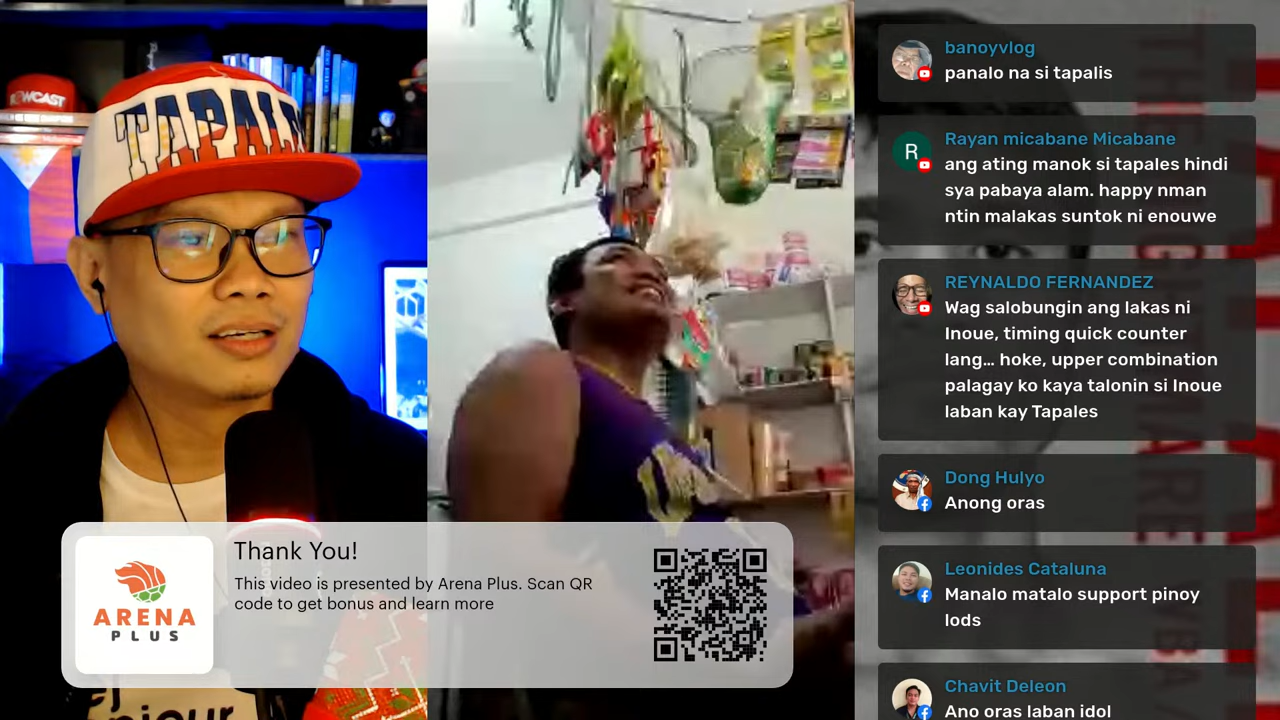 TAPALE
WCAST
Thank You!
This video is presented by Arena Plus. Scan QR
code to get bonus and learn more
ARENA
PLUS
banoyvlog
panalo na si tapalis
R
Rayan micabane Micabane
ang ating manok si tapales hindi
sya pabaya alam. happy nman
ntin malakas suntok ni enouwe
REYNALDO FERNANDEZ
Wag salobungin ang lakas ni
Inoue, timing quick counter
lang... hoke, upper combination
palagay ko kaya talonin si Inoue
laban kay Tapales
Dong Hulyo
Anong oras
Leonides Cataluna
Manalo matalo support pinoy
lods
Chavit Deleon
Ano oras laban idol